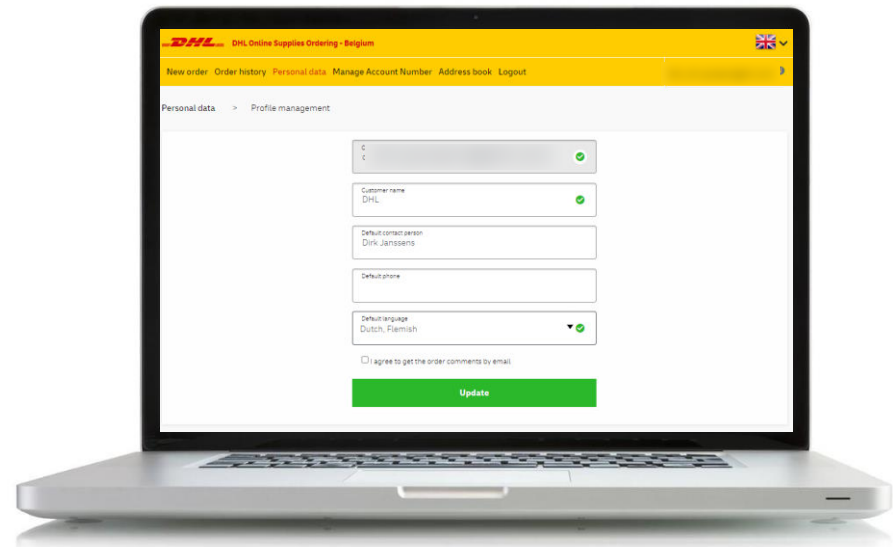 DHL DHL Online Supplies Ordering - Belgium
New order Order history Personal data Manage Account Number Address book Logout
Personal data > Profile management
Customer name
DHL
Default contact person
Dirk Janssens
Default phone
Default language
Dutch, Flemish
I agree to get the order comments by email
Update